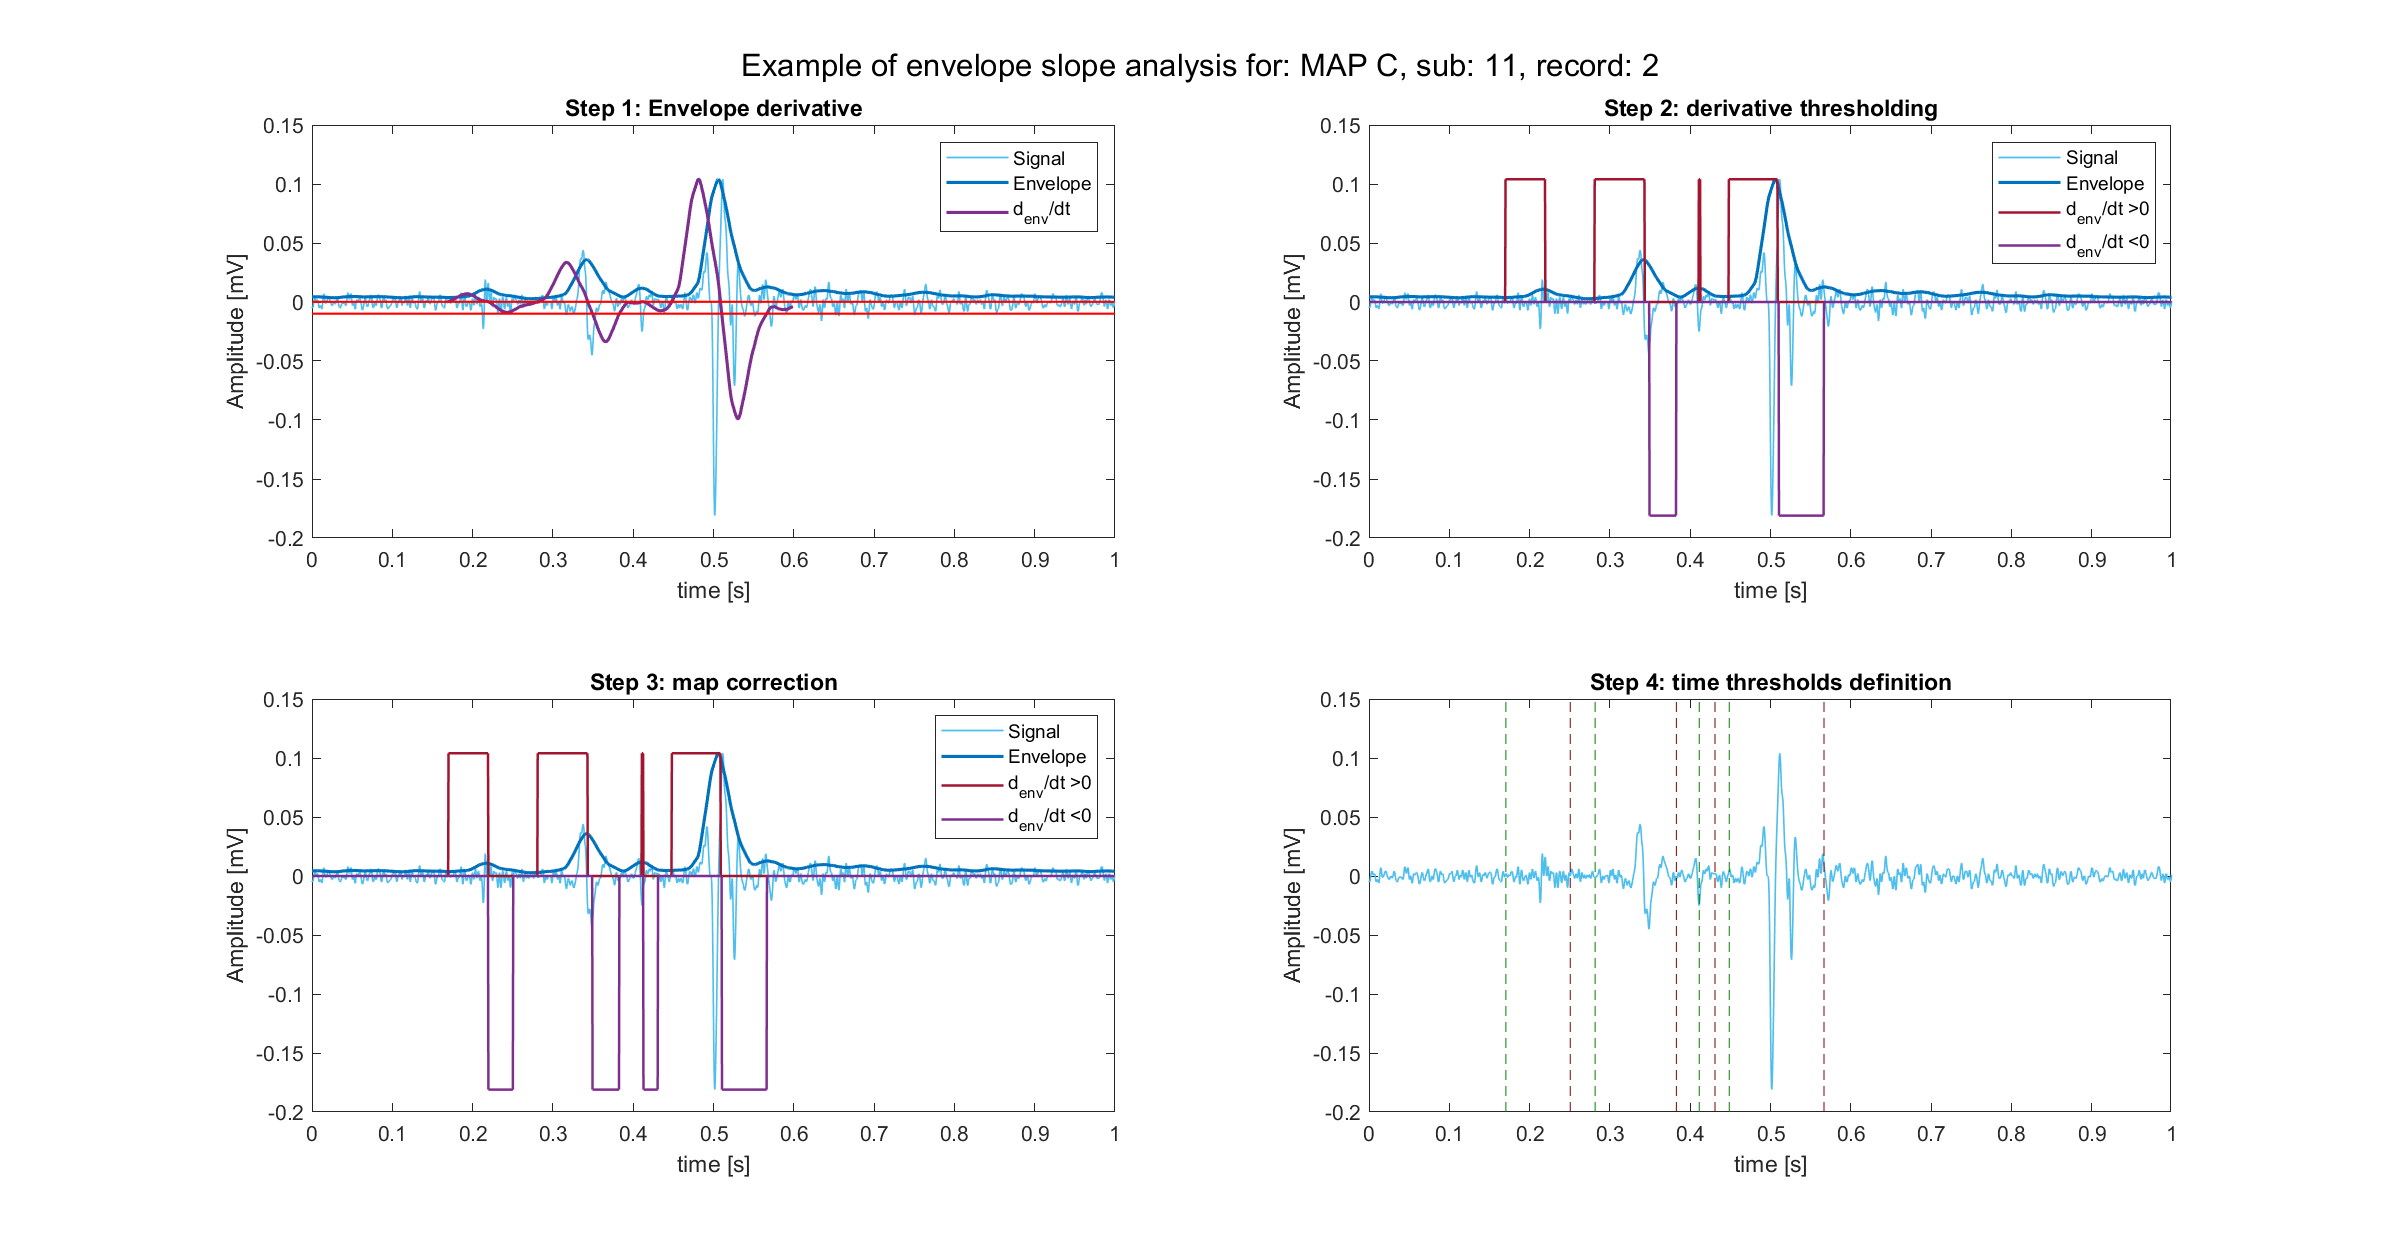 Example of envelope slope analysis for: MAP C, sub: 11, record: 2
Step 1: Envelope derivative
0.15
0.1
0.05
0
-0.05
-0.1
-0.15
-0.2
Amplitude [mV]
0 0.1 0.2 0.3 0.4 0.5 0.6 0.7 0.8 0.9 1
time [s]
Signal
Envelope
d_env/dt
Step 2: derivative thresholding
0.15
0.1
0.05
0
-0.05
-0.1
-0.15
-0.2
Amplitude [mV]
0 0.1 0.2 0.3 0.4 0.5 0.6 0.7 0.8 0.9 1
time [s]
Signal
Envelope
d_env/dt >0
d_env/dt <0
Step 3: map correction
0.15
0.1
0.05
0
-0.05
-0.1
-0.15
-0.2
Amplitude [mV]
0 0.1 0.2 0.3 0.4 0.5 0.6 0.7 0.8 0.9 1
time [s]
Signal
Envelope
d_env/dt >0
d_env/dt <0
Step 4: time thresholds definition
0.15
0.1
0.05
0
-0.05
-0.1
-0.15
-0.2
Amplitude [mV]
0 0.1 0.2 0.3 0.4 0.5 0.6 0.7 0.8 0.9 1
time [s]